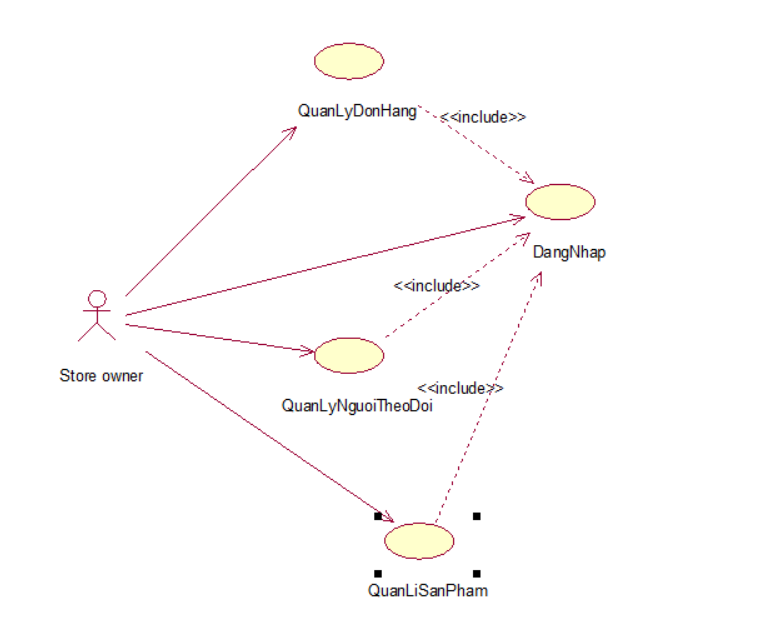 QuanLyDonHang
<<include>>
DangNhap
<<include>>
Store owner
<<include>>
QuanLyNguoiTheoDoi
QuanLiSanPham